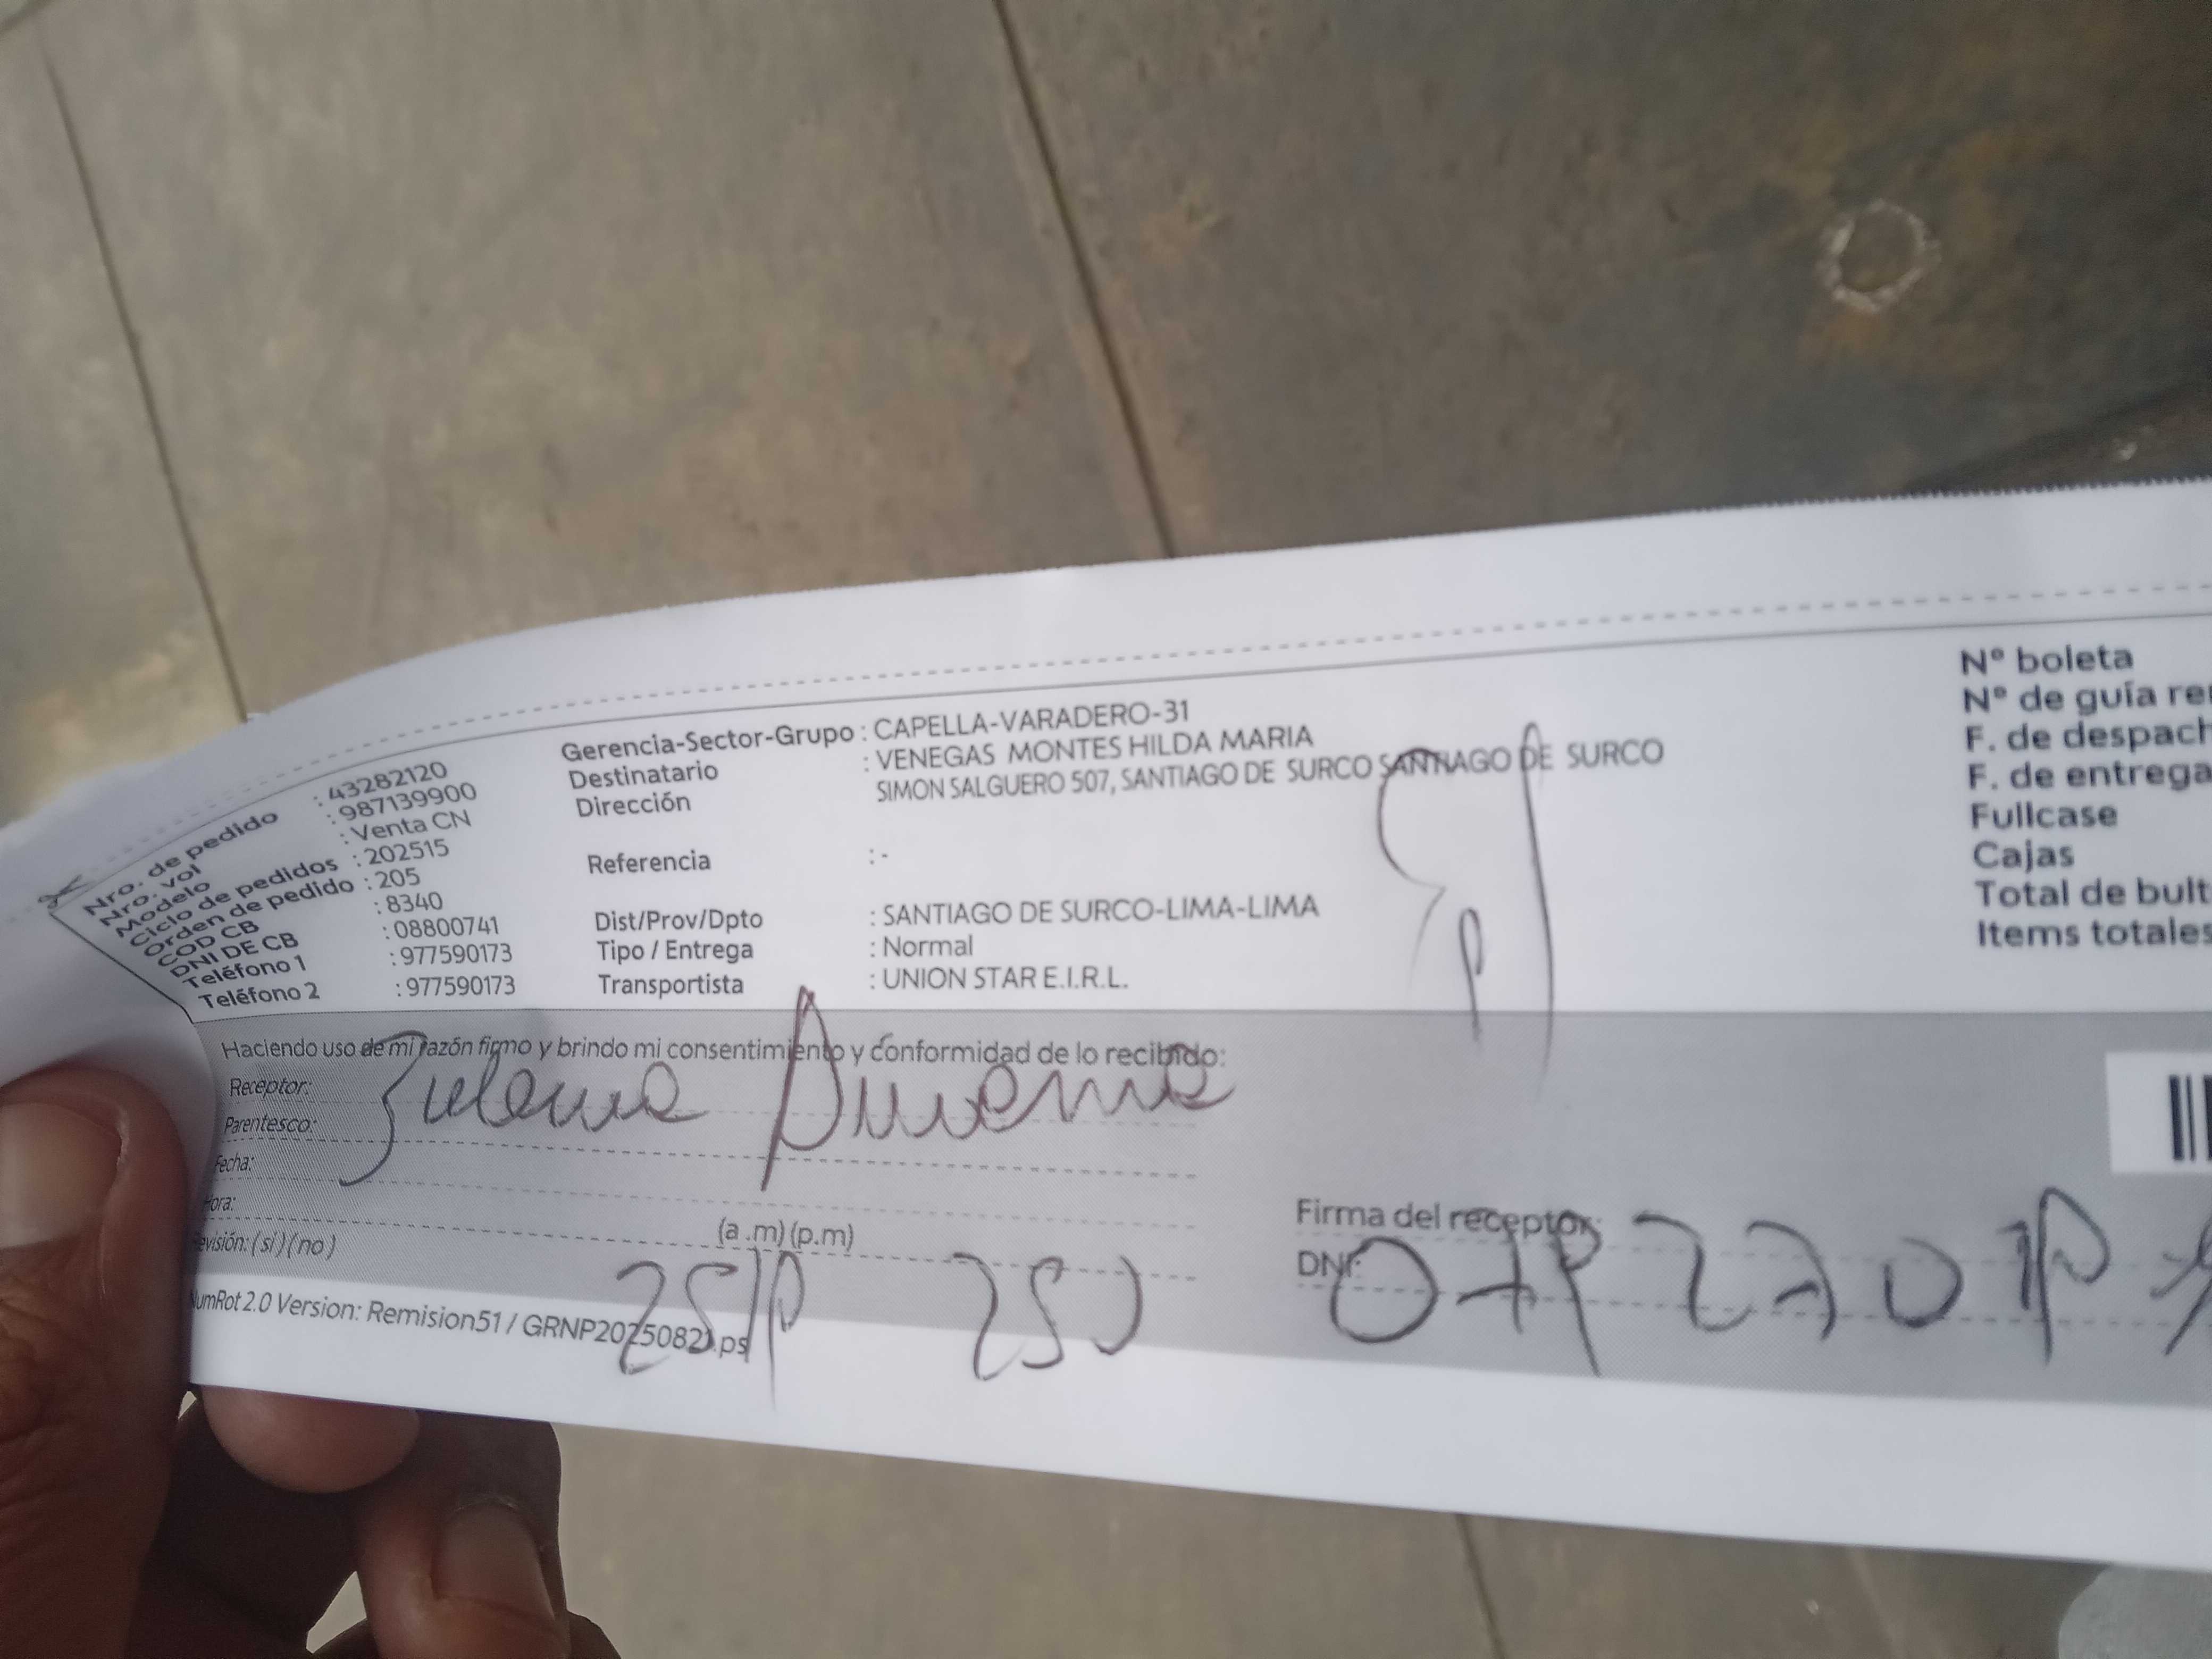 Nro. de pedido : 43282120
Nro. vol : 987139900
Modelo : Venta CN
Ciclo de pedidos : 202515
Orden de pedido : 205
COD CB : 8340
DNI DE CB : 08800741
Teléfono 1 : 977590173
Teléfono 2 : 977590173
Gerencia-Sector-Grupo : CAPELLA-VARADERO-31
Destinatario : VENEGAS MONTES HILDA MARIA
Dirección SIMON SALGUERO 507, SANTIAGO DE SURCO SANTIAGO DE SURCO
Referencia : -
Dist/Prov/Dpto : SANTIAGO DE SURCO-LIMA-LIMA
Tipo / Entrega : Normal
Transportista : UNION STAR E.I.R.L.
Nº boleta
Nº de guía
F. de despach
F. de entrega
Fullcase
Cajas
Total de bult
Items totales
Haciendo uso de mi razón firmo y brindo mi consentimiento y conformidad de lo recibido:
Receptor:
Parentesco:
Fecha:
Hora: (a .m) (p.m)
evisión: ( si ) ( no )
Firma del receptor:
DNI:
NumRot 2.0 Version: Remision51 / GRNP20250821.ps